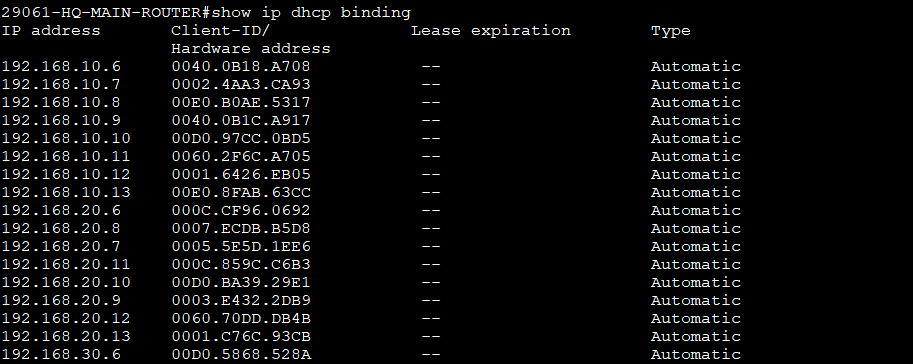 29061-HQ-MAIN-ROUTER#show ip dhcp binding
IP address       Client-ID/              Lease expiration        Type
                 Hardware address
192.168.10.6     0040.0B18.A708           --                     Automatic
192.168.10.7     0002.4AA3.CA93           --                     Automatic
192.168.10.8     00E0.B0AE.5317           --                     Automatic
192.168.10.9     0040.0B1C.A917           --                     Automatic
192.168.10.10    00D0.97CC.0BD5           --                     Automatic
192.168.10.11    0060.2F6C.A705           --                     Automatic
192.168.10.12    0001.6426.EB05           --                     Automatic
192.168.10.13    00E0.8FAB.63CC           --                     Automatic
192.168.20.6     000C.CF96.0692           --                     Automatic
192.168.20.8     0007.ECDB.B5D8           --                     Automatic
192.168.20.7     0005.5E5D.1EE6           --                     Automatic
192.168.20.11    000C.859C.C6B3           --                     Automatic
192.168.20.10    00D0.BA39.29E1           --                     Automatic
192.168.20.9     0003.E432.2DB9           --                     Automatic
192.168.20.12    0060.70DD.DB4B           --                     Automatic
192.168.20.13    0001.C76C.93CB           --                     Automatic
192.168.30.6     00D0.5868.528A           --                     Automatic